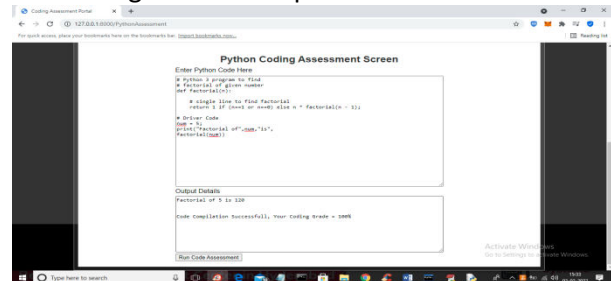 Coding Assessment Portal
127.0.0.1:8000/PythonAssessment
For quick access, place your bookmarks here on the bookmarks bar. Import bookmarks now...
Reading list
Python Coding Assessment Screen
Enter Python Code Here
# Python 3 program to find
# factorial of given number
def factorial(n):
# single line to find factorial
return 1 if (n==1 or n==0) else n * factorial(n - 1);
# Driver Code
num = 5;
print("Factorial of",num,"is",
factorial(num))
Output Details
Factorial of 5 is 120
Code Compilation Successfull, Your Coding Grade = 100%
Run Code Assessment
Activate Windows
Go to Settings to activate Windows.
Type here to search
15:03